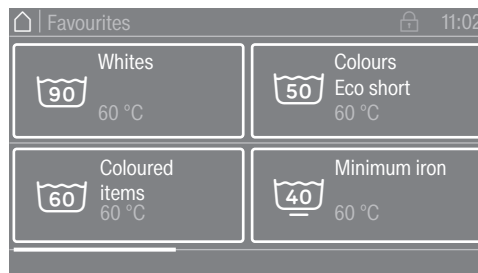 Favourites 11:02
Whites
90
60 °C
Colours
50 Eco short
60 °C
Coloured
60 items
60 °C
Minimum iron
40
60 °C